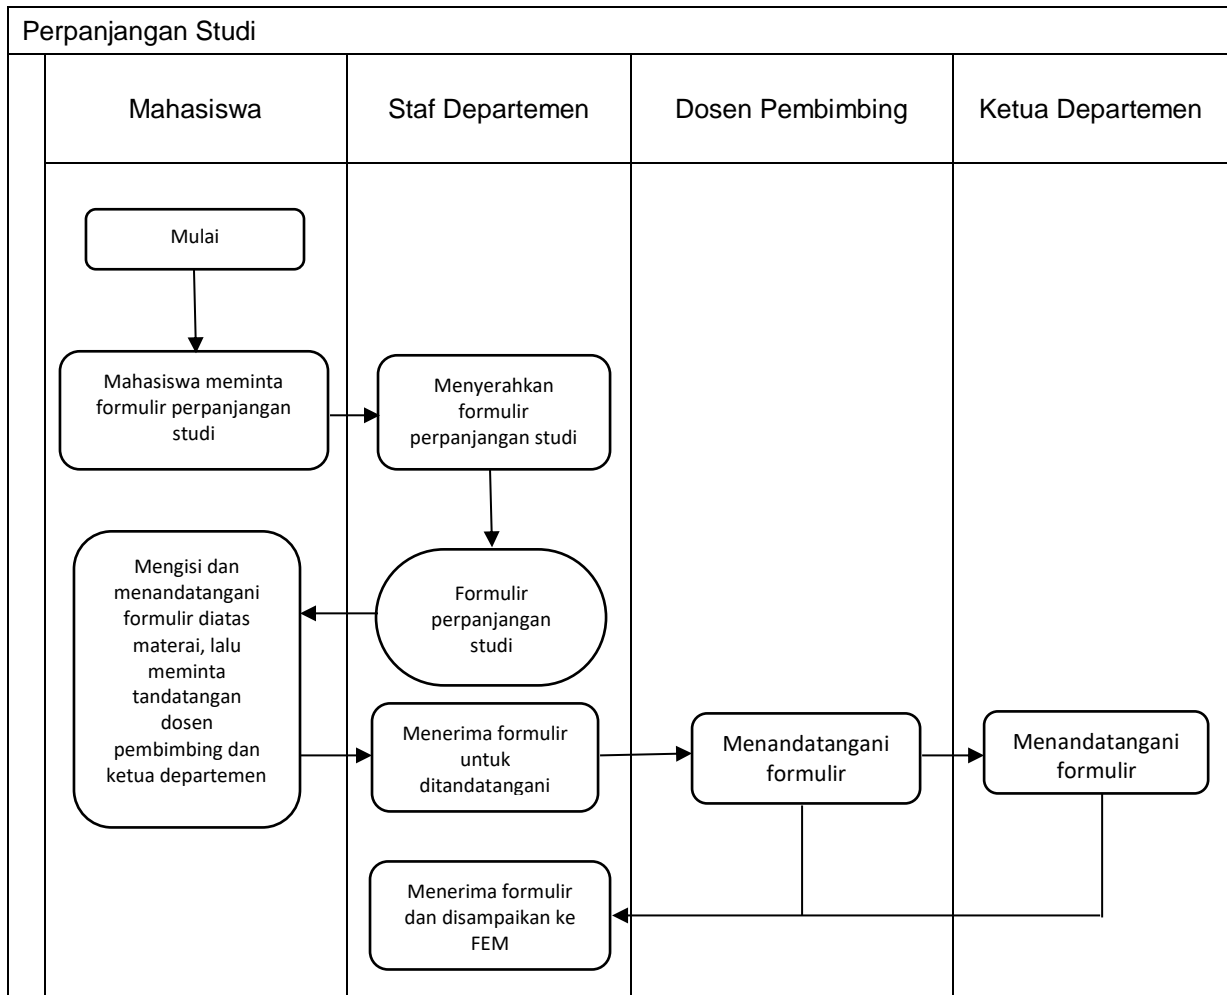 Perpanjangan Studi
Mahasiswa
Staf Departemen
Dosen Pembimbing
Ketua Departemen
Mulai
Mahasiswa meminta
formulir perpanjangan
studi
Menyerahkan
formulir
perpanjangan studi
Mengisi dan
menandatangani
formulir diatas
materai, lalu
meminta
tandatangan
dosen
pembimbing dan
ketua departemen
Formulir
perpanjangan
studi
Menerima formulir
untuk
ditandatangani
Menandatangani
formulir
Menandatangani
formulir
Menerima formulir
dan disampaikan ke
FEM